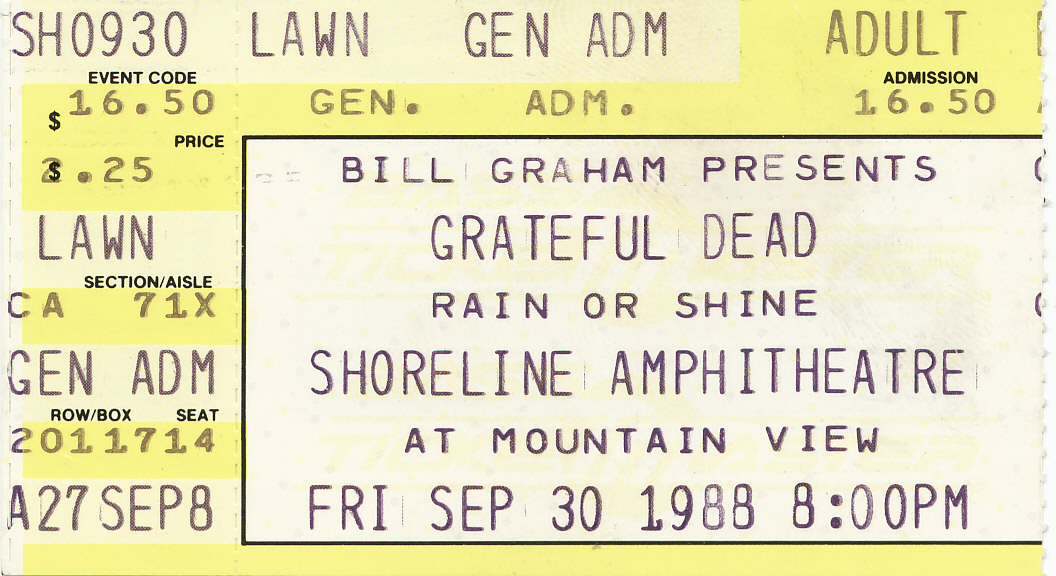 SH0930 LAWN GEN ADM ADULT
EVENT CODE ADMISSION
$ 16.50 GEN. ADM. 16.50
PRICE
$ 2.25 BILL GRAHAM PRESENTS
LAWN GRATEFUL DEAD
SECTION/AISLE
CA 71X RAIN OR SHINE
GEN ADM SHORELINE AMPHITHEATRE
ROW/BOX SEAT
2011714 AT MOUNTAIN VIEW
A27SEP8 FRI SEP 30 1988 8:00PM